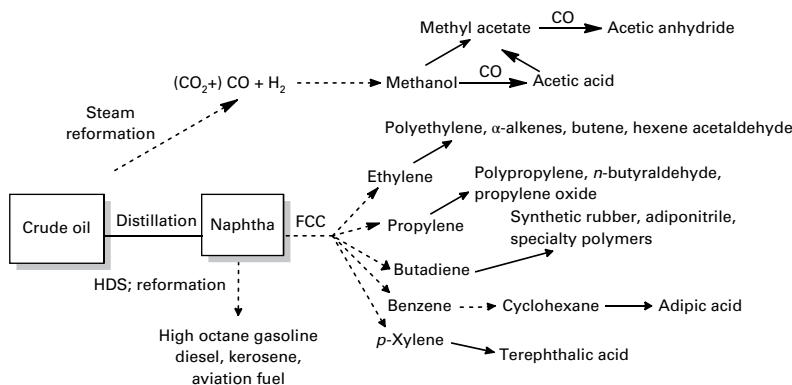 CO
Methyl acetate
Acetic anhydride
(CO₂+) CO + H₂
Methanol
CO
Acetic acid
Steam
reformation
Polyethylene, α-alkenes, butene, hexene acetaldehyde
Ethylene
Polypropylene, n-butyraldehyde,
propylene oxide
Crude oil
Distillation
Naphtha
FCC
Propylene
Synthetic rubber, adiponitrile,
specialty polymers
Butadiene
HDS; reformation
Benzene
Cyclohexane
Adipic acid
High octane gasoline
diesel, kerosene,
aviation fuel
p-Xylene
Terephthalic acid